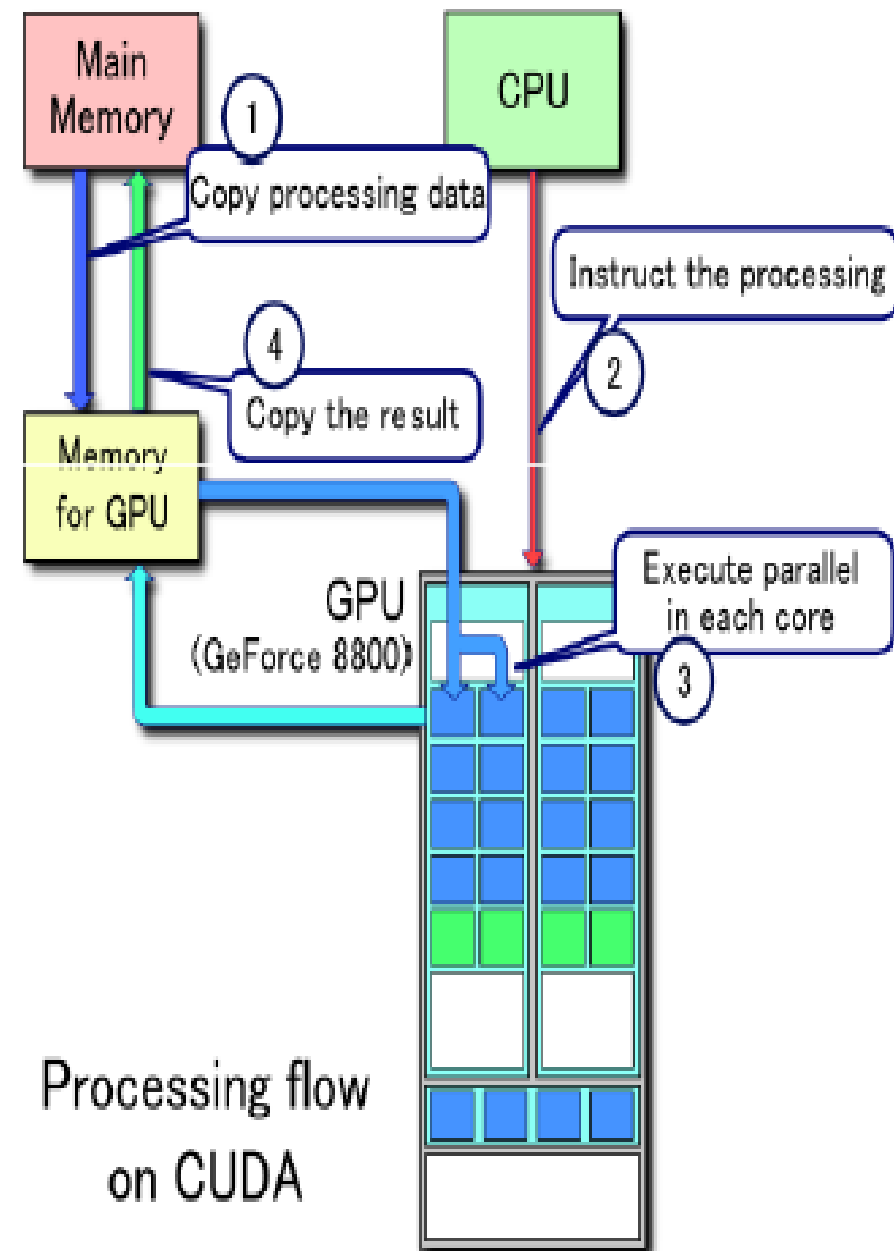 Main
Memory
CPU
1
Copy processing data
Instruct the processing
2
4
Copy the result
Memory
for GPU
GPU
(GeForce 8800)
Execute parallel
in each core
3
Processing flow
on CUDA